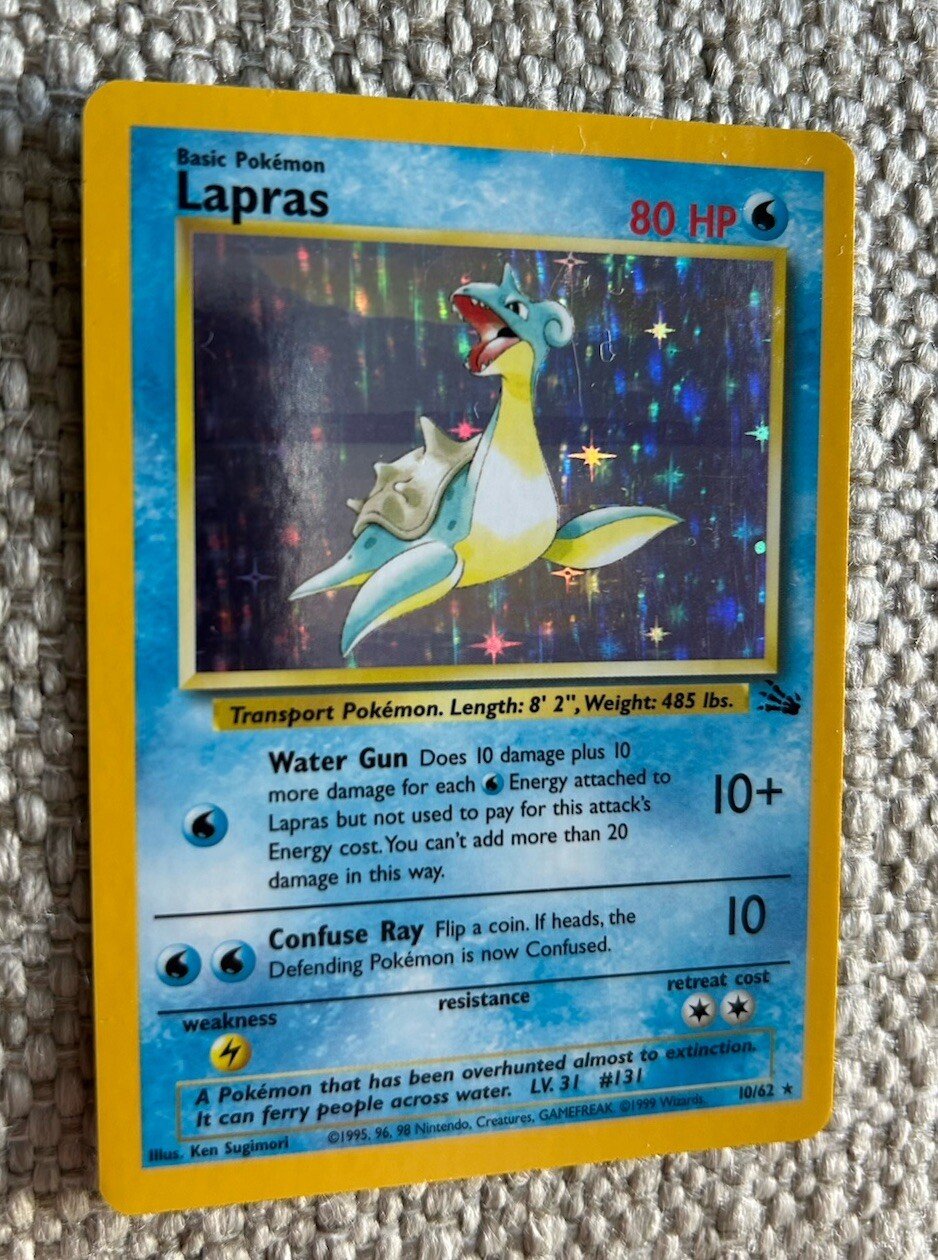 Basic Pokémon
Lapras
80 HP
Transport Pokémon. Length: 8' 2", Weight: 485 lbs.
Water Gun Does 10 damage plus 10
more damage for each Energy attached to
Lapras but not used to pay for this attack's
Energy cost. You can't add more than 20
damage in this way.
10+
Confuse Ray Flip a coin. If heads, the
Defending Pokémon is now Confused.
10
weakness
resistance
retreat cost
A Pokémon that has been overhunted almost to extinction.
It can ferry people across water. LV. 31 #131
Illus. Ken Sugimori
©1995, 96, 98 Nintendo, Creatures, GAMEFREAK. ©1999 Wizards.
10/62 ★